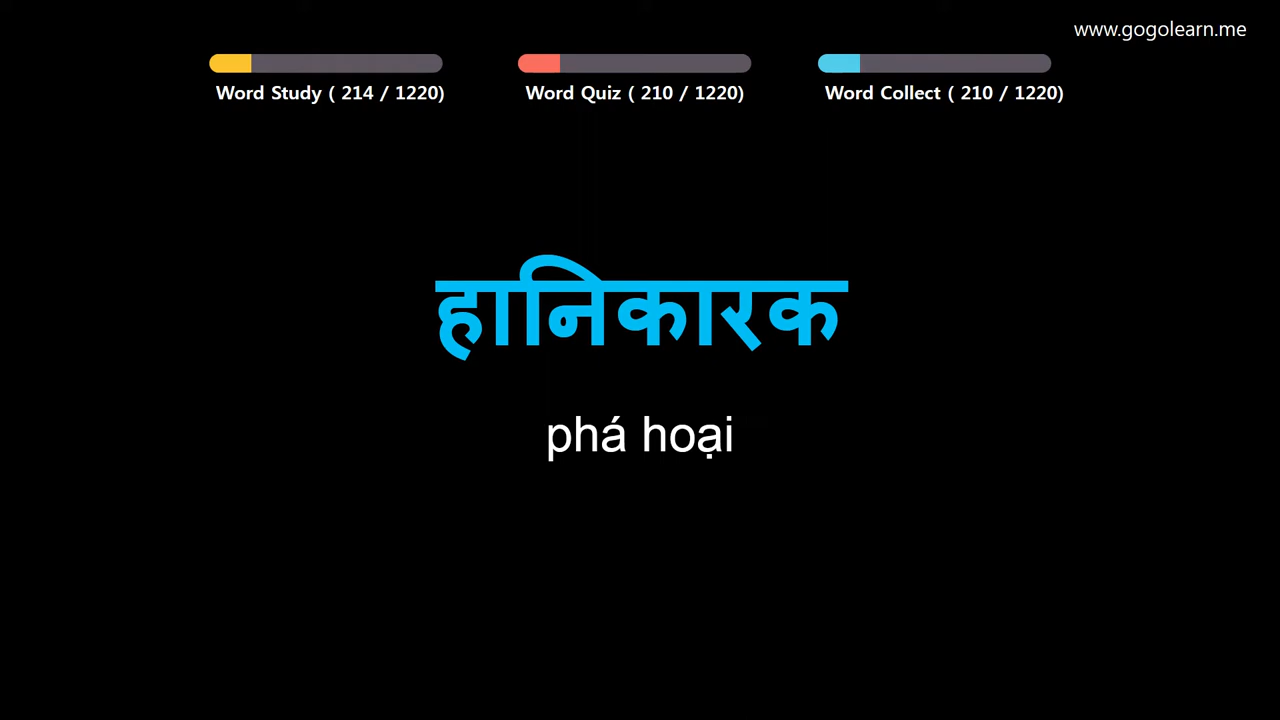 www.gogolearn.me
Word Study ( 214 / 1220)
Word Quiz ( 210 / 1220)
Word Collect ( 210 / 1220)
हानिकारक
phá hoại